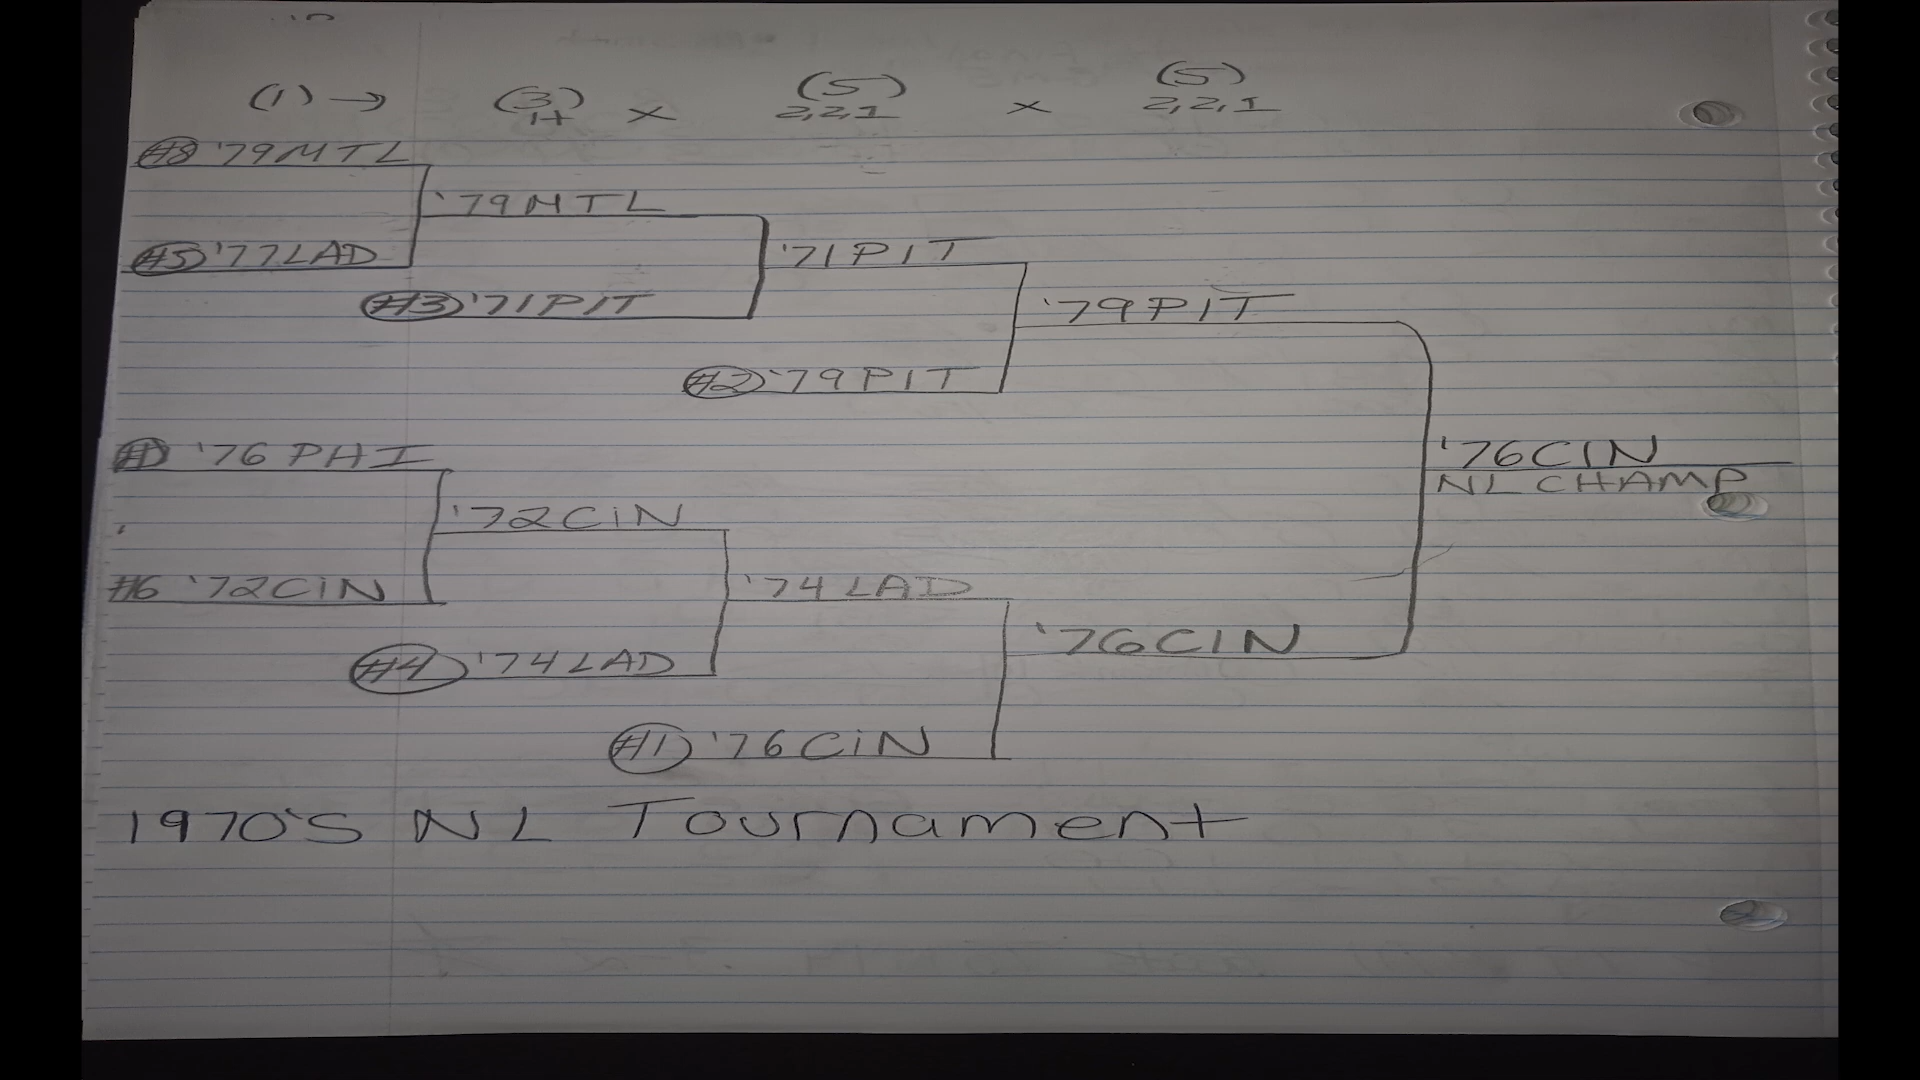 (1) → (3) x (5) x (5)
1+ 2,2,1 2,2,1
#8 '79 MTL
'79 MTL
#5 '77 LAD
'71 PIT
#3 '71 PIT
'79 PIT
#2 '79 PIT
'76 PHI
'76 CIN
NL CHAMP
'72 CiN
#6 '72 CiN
'74 LAD
'76 CIN
#4 '74 LAD
#1 '76 CiN
1970'S NL Tournament